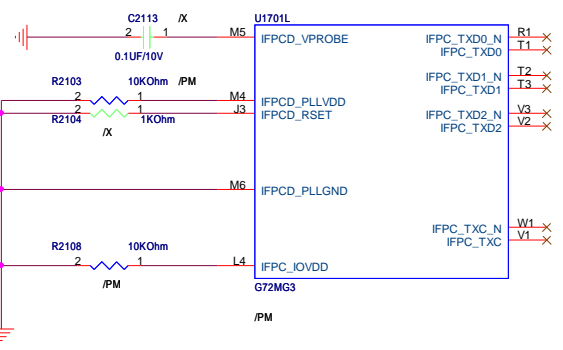 C2113 /X U1701L
2 1 M5 IFPCD_VPROBE IFPC_TXD0_N R1
0.1UF/10V IFPC_TXD0 T1
R2103 10KOhm /PM IFPC_TXD1_N T2
2 1 M4 IFPCD_PLLVDD IFPC_TXD1 T3
2 1 J3 IFPCD_RSET IFPC_TXD2_N V3
R2104 1KOhm IFPC_TXD2 V2
/X
M6 IFPCD_PLLGND
IFPC_TXC_N W1
R2108 10KOhm IFPC_TXC V1
2 1 L4 IFPC_IOVDD
/PM G72MG3
/PM